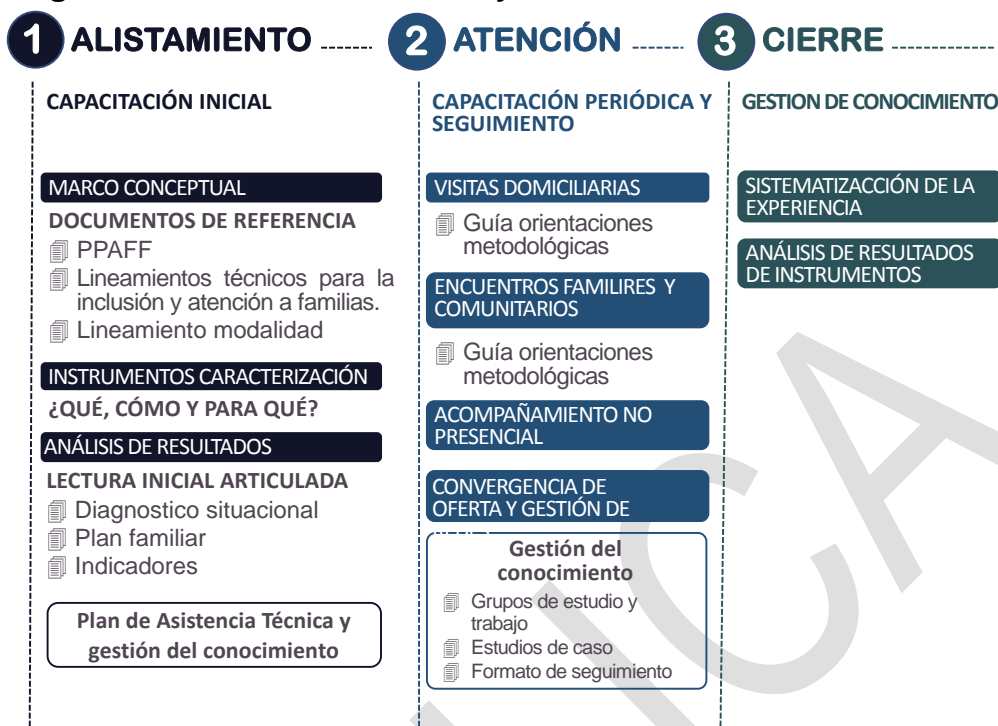 1 ALISTAMIENTO
CAPACITACIÓN INICIAL
MARCO CONCEPTUAL
DOCUMENTOS DE REFERENCIA
PPAFF
Lineamientos técnicos para la
inclusión y atención a familias.
Lineamiento modalidad
INSTRUMENTOS CARACTERIZACIÓN
¿QUÉ, CÓMO Y PARA QUÉ?
ANÁLISIS DE RESULTADOS
LECTURA INICIAL ARTICULADA
Diagnostico situacional
Plan familiar
Indicadores
Plan de Asistencia Técnica y
gestión del conocimiento
2 ATENCIÓN
CAPACITACIÓN PERIÓDICA Y
SEGUIMIENTO
VISITAS DOMICILIARIAS
Guía orientaciones
metodológicas
ENCUENTROS FAMILIRES Y
COMUNITARIOS
Guía orientaciones
metodológicas
ACOMPAÑAMIENTO NO
PRESENCIAL
CONVERGENCIA DE
OFERTA Y GESTIÓN DE
Gestión del
conocimiento
Grupos de estudio y
trabajo
Estudios de caso
Formato de seguimiento
3 CIERRE
GESTION DE CONOCIMIENTO
SISTEMATIZACCIÓN DE LA
EXPERIENCIA
ANÁLISIS DE RESULTADOS
DE INSTRUMENTOS